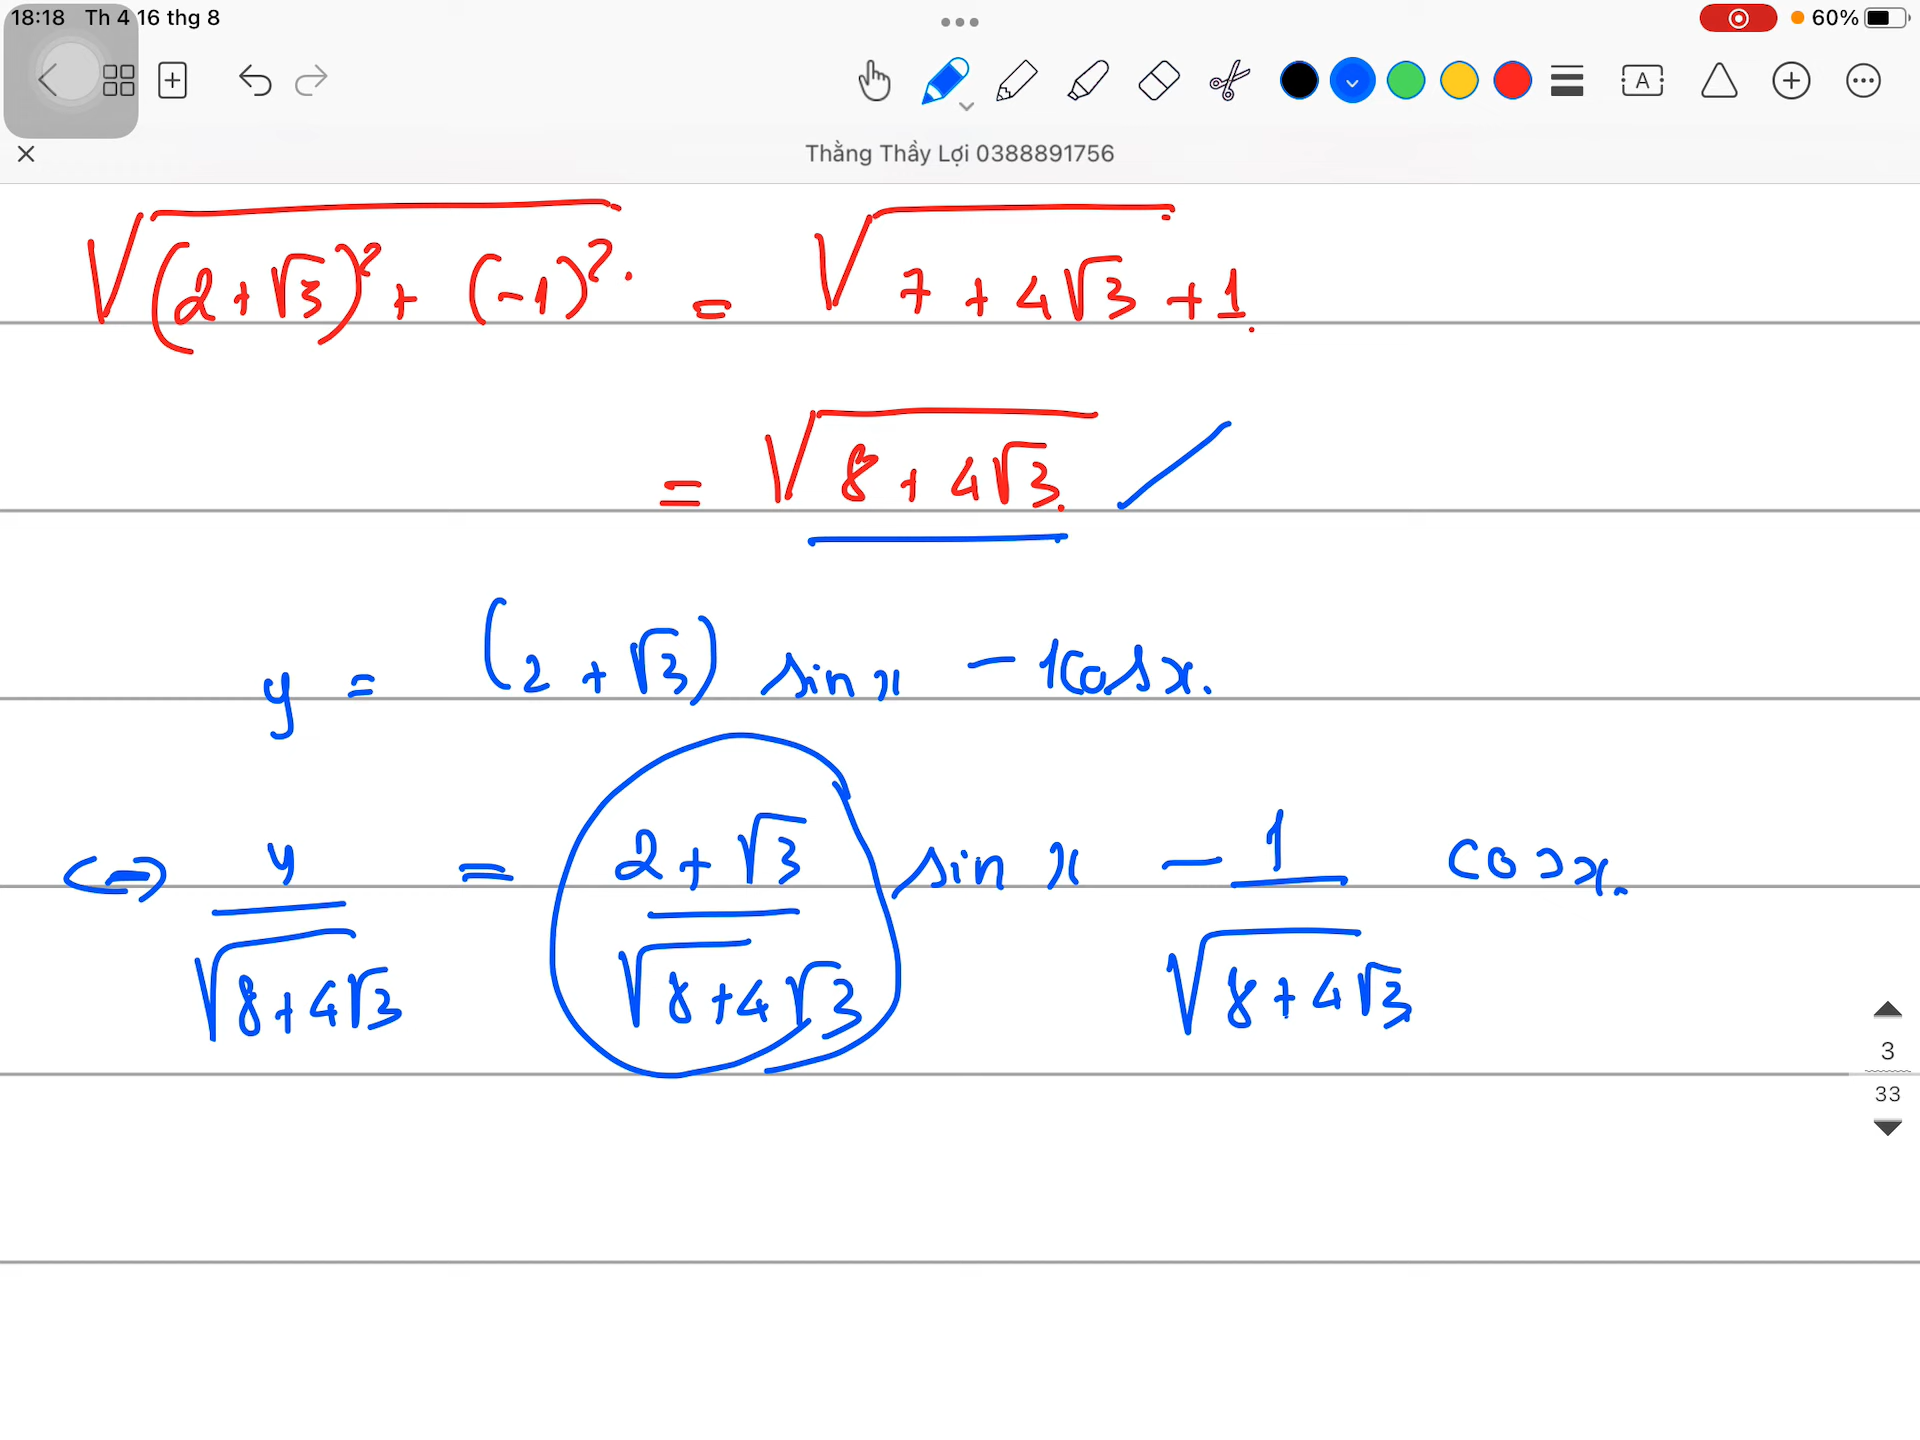 18:18 Th 4 16 thg 8 60%
A
Thằng Thầy Lợi 0388891756
√((2+√3)² + (-1)²) = √(7 + 4√3 + 1)
= √(8 + 4√3)
y = (2 + √3) sin x - 1cos x.
⇔ y/√(8+4√3) = (2+√3)/√(8+4√3) sin x - 1/√(8+4√3) cos x.
3
33